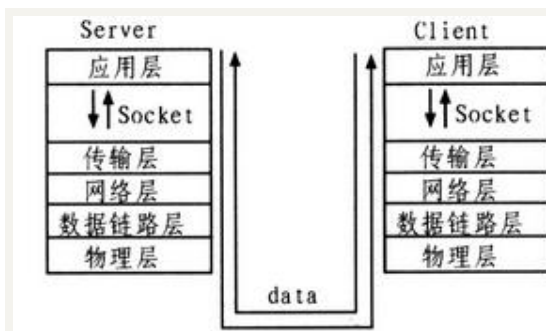 Server
应用层
Socket
传输层
网络层
数据链路层
物理层
data
Client
应用层
Socket
传输层
网络层
数据链路层
物理层